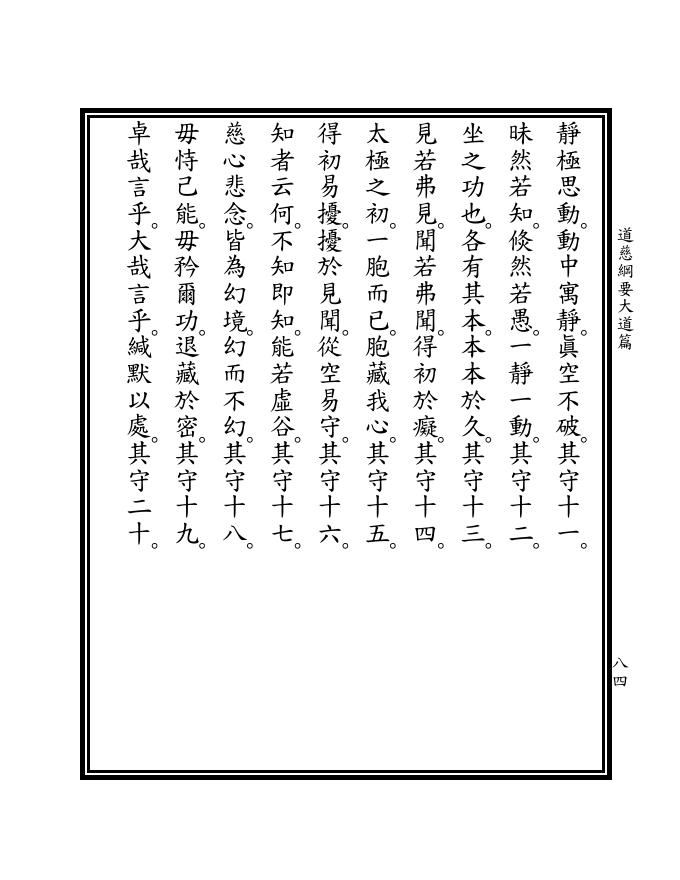 道慈綱要大道篇
靜極思動。動中寓靜。眞空不破。其守十一。
昧然若知。倏然若愚。一靜一動。其守十二。
坐之功也。各有其本。本本於久。其守十三。
見若弗見。聞若弗聞。得初於癡。其守十四。
太極之初。一胞而已。胞藏我心。其守十五。
得初易擾。擾於見聞。從空易守。其守十六。
知者云何。不知即知。能若虛谷。其守十七。
慈心悲念。皆為幻境。幻而不幻。其守十八。
毋恃己能。毋矜爾功。退藏於密。其守十九。
卓哉言乎。大哉言乎。緘默以處。其守二十。
八四